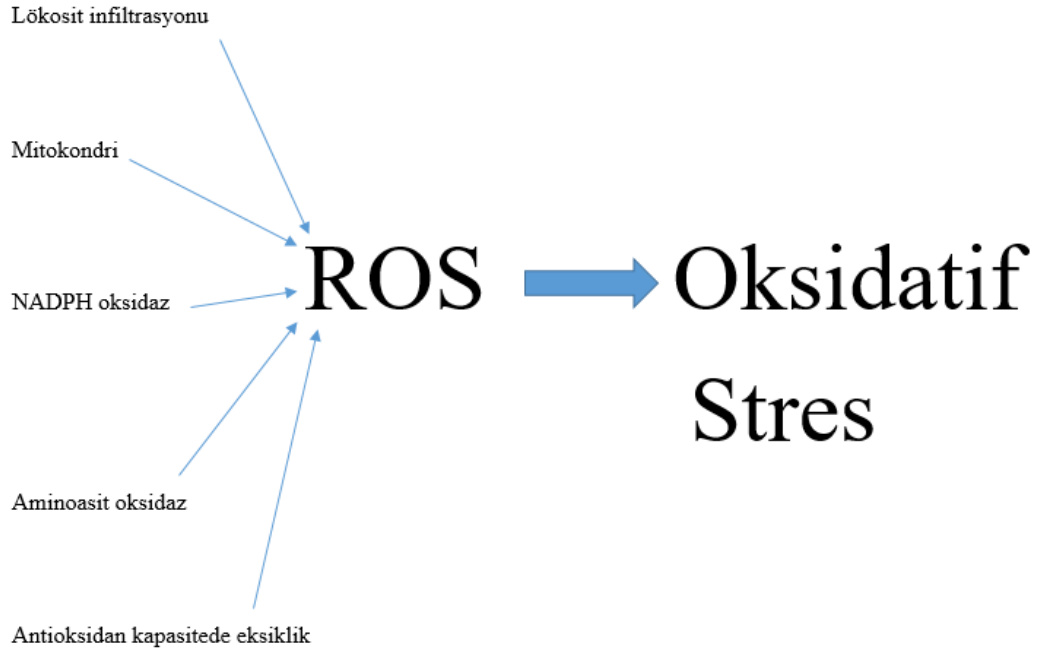 Lökosit infiltrasyonu
Mitokondri
NADPH oksidaz
Aminoasit oksidaz
Antioksidan kapasitede eksiklik
ROS
Oksidatif
Stres